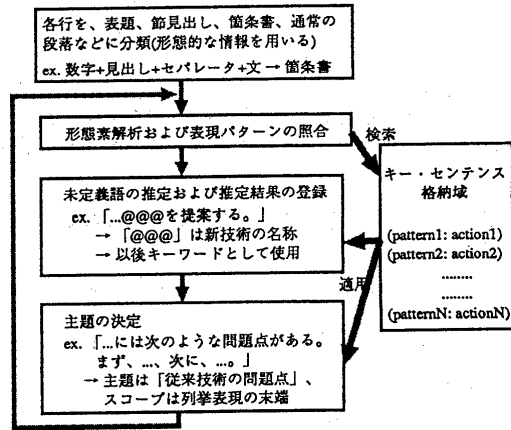 各行を、表題、節見出し、箇条書、通常の
段落などに分類(形態的な情報を用いる)
ex. 数字+見出し+セパレータ+文→箇条書
形態素解析および表現パターンの照合
検索
キー・センテンス
格納域
(pattern1: action1)
(pattern2: action2)
........
........
(patternN: actionN)
未定義語の推定および推定結果の登録
ex. 「...@@@を提案する。」
→「@@@」は新技術の名称
→以後キーワードとして使用
適用
主題の決定
ex. 「...には次のような問題点がある。
まず、...、次に、...。」
→主題は「従来技術の問題点」、
スコープは列挙表現の末端